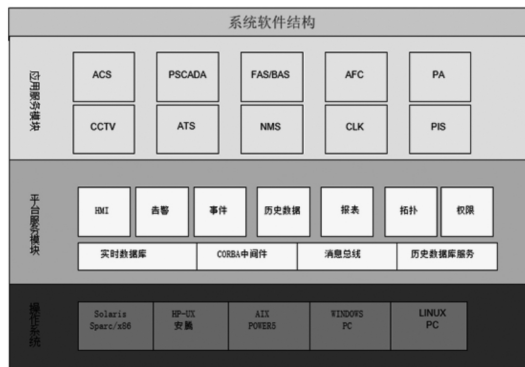 系统软件结构
应用服务模块
ACS PSCADA FAS/BAS AFC PA
CCTV ATS NMS CLK PIS
平台服务模块
HMI 告警 事件 历史数据 报表 拓扑 权限
实时数据库 CORBA中间件 消息总线 历史数据库服务
操作系统
Solaris HP-UX AIX WINDOWS LINUX
Sparc/x86 安腾 POWER5 PC PC